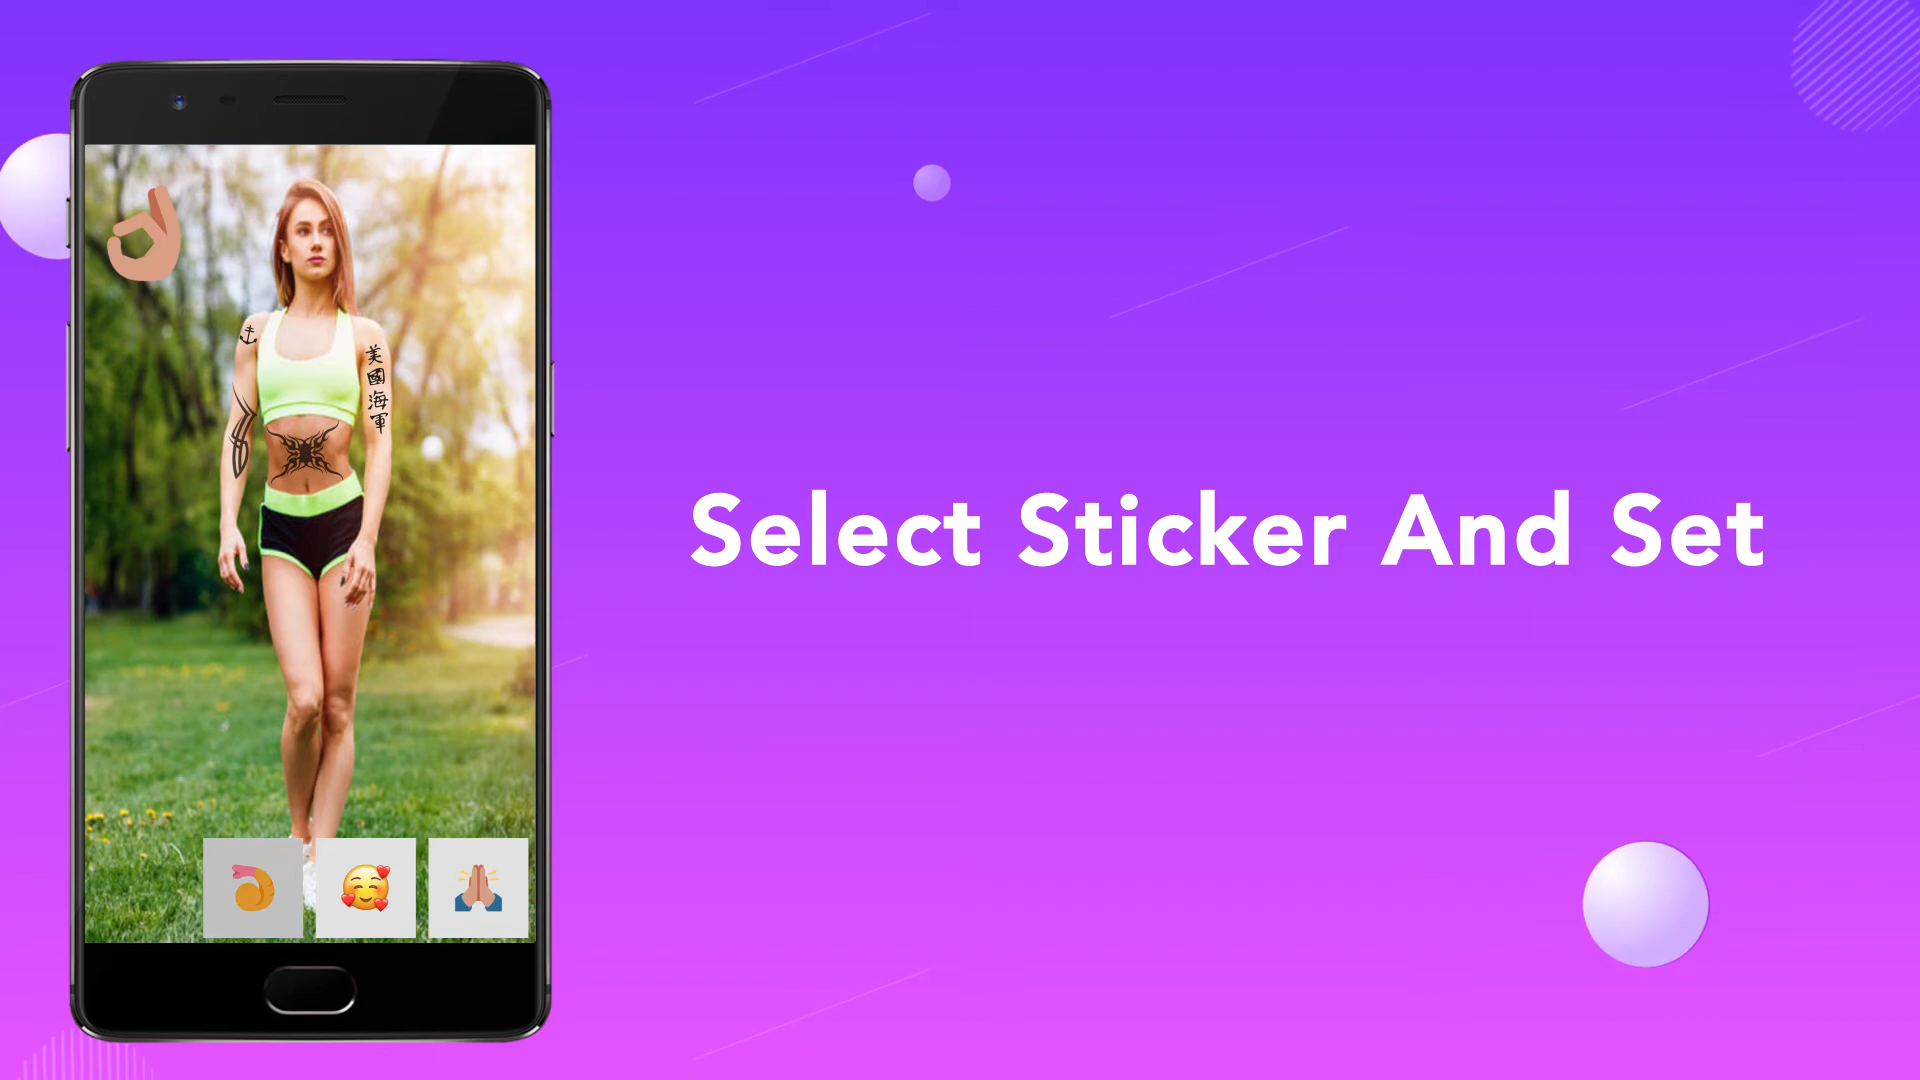 美
國
海
軍
Select Sticker And Set